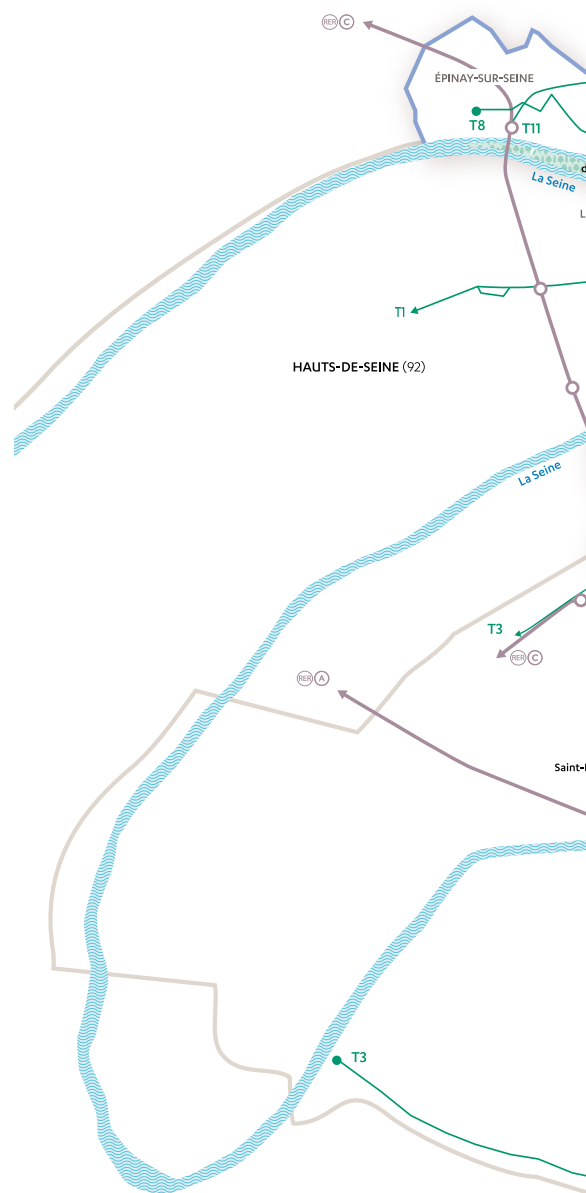 RER C
ÉPINAY-SUR-SEINE
T8
T11
d
La Seine
L
T1
HAUTS-DE-SEINE (92)
La Seine
T3
RER C
RER A
Saint-
T3